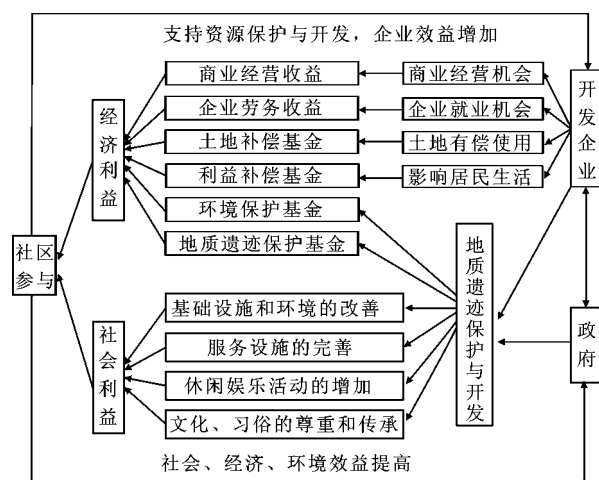 支持资源保护与开发，企业效益增加
商业经营收益
商业经营机会
企业劳务收益
企业就业机会
土地补偿基金
土地有偿使用
利益补偿基金
影响居民生活
环境保护基金
地质遗迹保护基金
经济利益
开发企业
社区
参与
地质遗迹保护与开发
政府
基础设施和环境的改善
服务设施的完善
休闲娱乐活动的增加
文化、习俗的尊重和传承
社会利益
社会、经济、环境效益提高